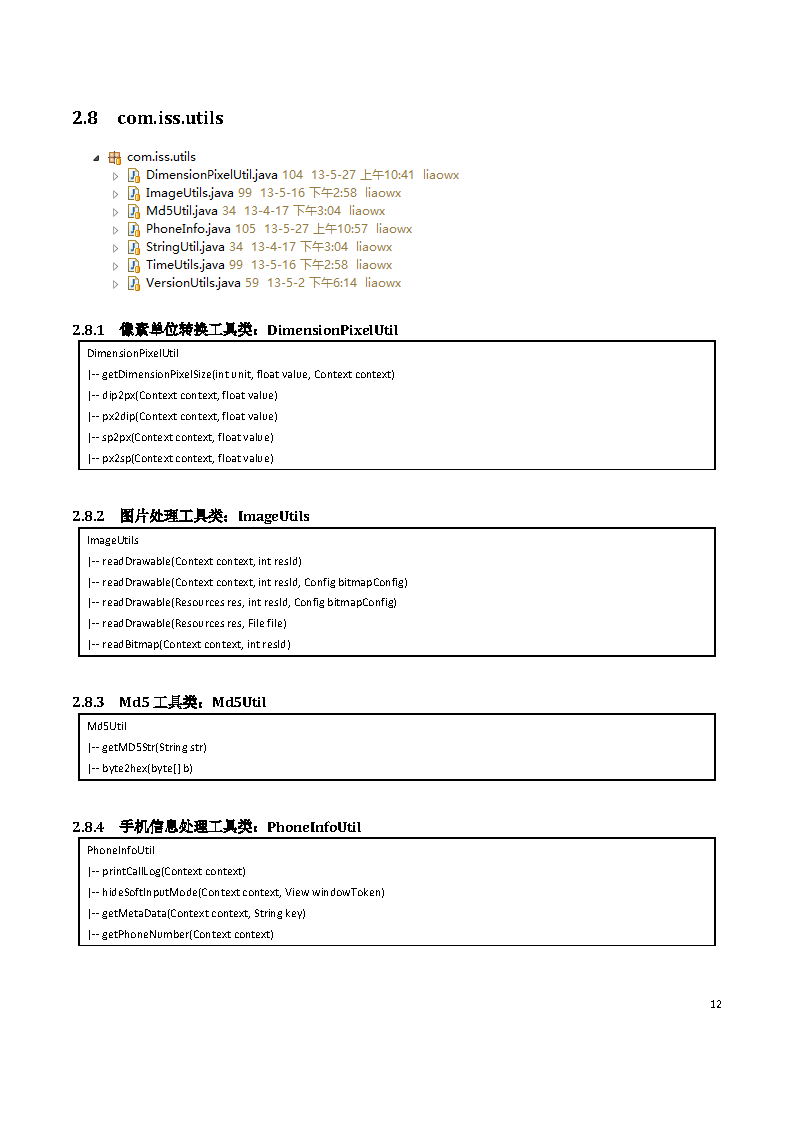 2.8 com.iss.utils
com.iss.utils
DimensionPixelUtil.java 104 13-5-27 上午10:41 liaowx
ImageUtils.java 99 13-5-16 下午2:58 liaowx
Md5Util.java 34 13-4-17 下午3:04 liaowx
PhoneInfo.java 105 13-5-27 上午10:57 liaowx
StringUtil.java 34 13-4-17 下午3:04 liaowx
TimeUtils.java 99 13-5-16 下午2:58 liaowx
VersionUtils.java 59 13-5-2 下午6:14 liaowx
2.8.1 像素单位转换工具类：DimensionPixelUtil
DimensionPixelUtil
|-- getDimensionPixelSize(int unit, float value, Context context)
|-- dip2px(Context context, float value)
|-- px2dip(Context context, float value)
|-- sp2px(Context context, float value)
|-- px2sp(Context context, float value)
2.8.2 图片处理工具类：ImageUtils
ImageUtils
|-- readDrawable(Context context, int resId)
|-- readDrawable(Context context, int resId, Config bitmapConfig)
|-- readDrawable(Resources res, int resId, Config bitmapConfig)
|-- readDrawable(Resources res, File file)
|-- readBitmap(Context context, int resId)
2.8.3 Md5 工具类：Md5Util
Md5Util
|-- getMD5Str(String str)
|-- byte2hex(byte[] b)
2.8.4 手机信息处理工具类：PhoneInfoUtil
PhoneInfoUtil
|-- printCallLog(Context context)
|-- hideSoftInputMode(Context context, View windowToken)
|-- getMetaData(Context context, String key)
|-- getPhoneNumber(Context context)
12